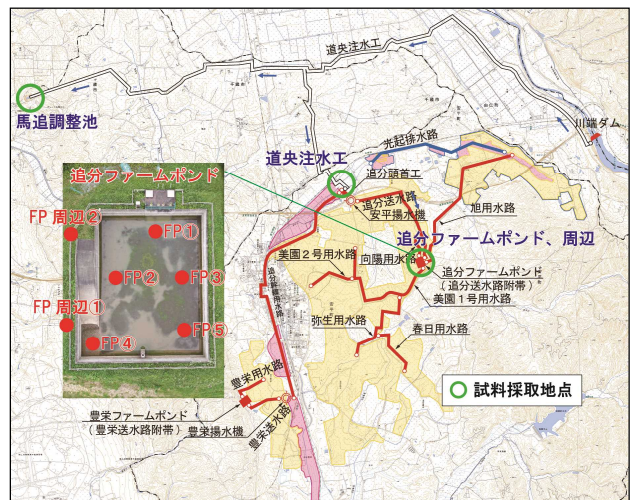 道央注水工
馬追調整池
川端ダム
光起排水路
道央注水工
追分頭首工
追分ファームポンド
追分送水路
安平揚水機
旭用水路
FP 周辺②
FP①
追分ファームポンド、周辺
美園2号用水路
向陽用水路
FP②
FP③
追分ファームポンド
（追分送水路附帯）
追分幹線用水路
美園1号用水路
FP 周辺①
FP⑤
弥生用水路
春日用水路
FP④
豊栄用水路
試料採取地点
豊栄ファームポンド
（豊栄送水路附帯）
豊栄揚水機
豊栄送水路